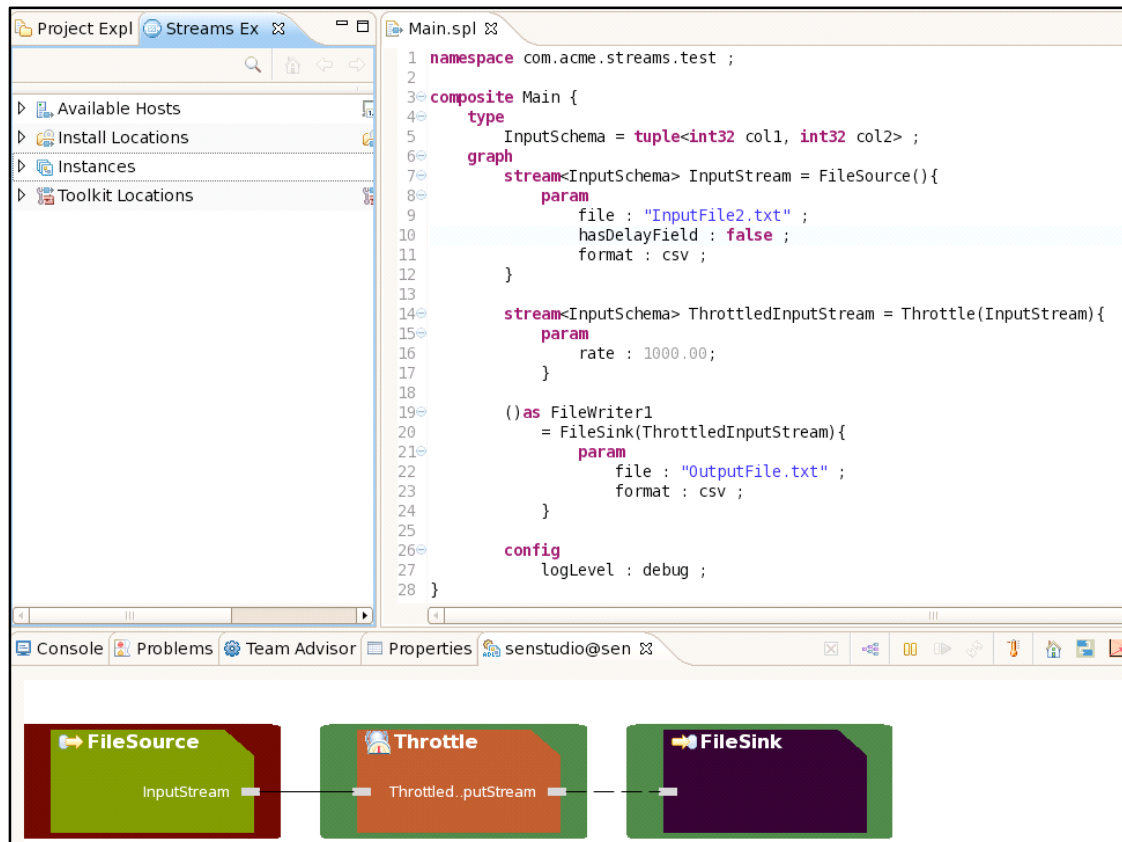 Project Expl Streams Ex
Available Hosts
Install Locations
Instances
Toolkit Locations
Main.spl
1 namespace com.acme.streams.test ;
2
3 composite Main {
4 type
5 InputSchema = tuple<int32 col1, int32 col2> ;
6 graph
7 stream<InputSchema> InputStream = FileSource(){
8 param
9 file : "InputFile2.txt" ;
10 hasDelayField : false ;
11 format : csv ;
12 }
13
14 stream<InputSchema> ThrottledInputStream = Throttle(InputStream){
15 param
16 rate : 1000.00;
17 }
18
19 ()as FileWriter1
20 = FileSink(ThrottledInputStream){
21 param
22 file : "OutputFile.txt" ;
23 format : csv ;
24 }
25
26 config
27 logLevel : debug ;
28 }
Console Problems Team Advisor Properties senstudio@sen
FileSource Throttle FileSink
InputStream Throttled..putStream